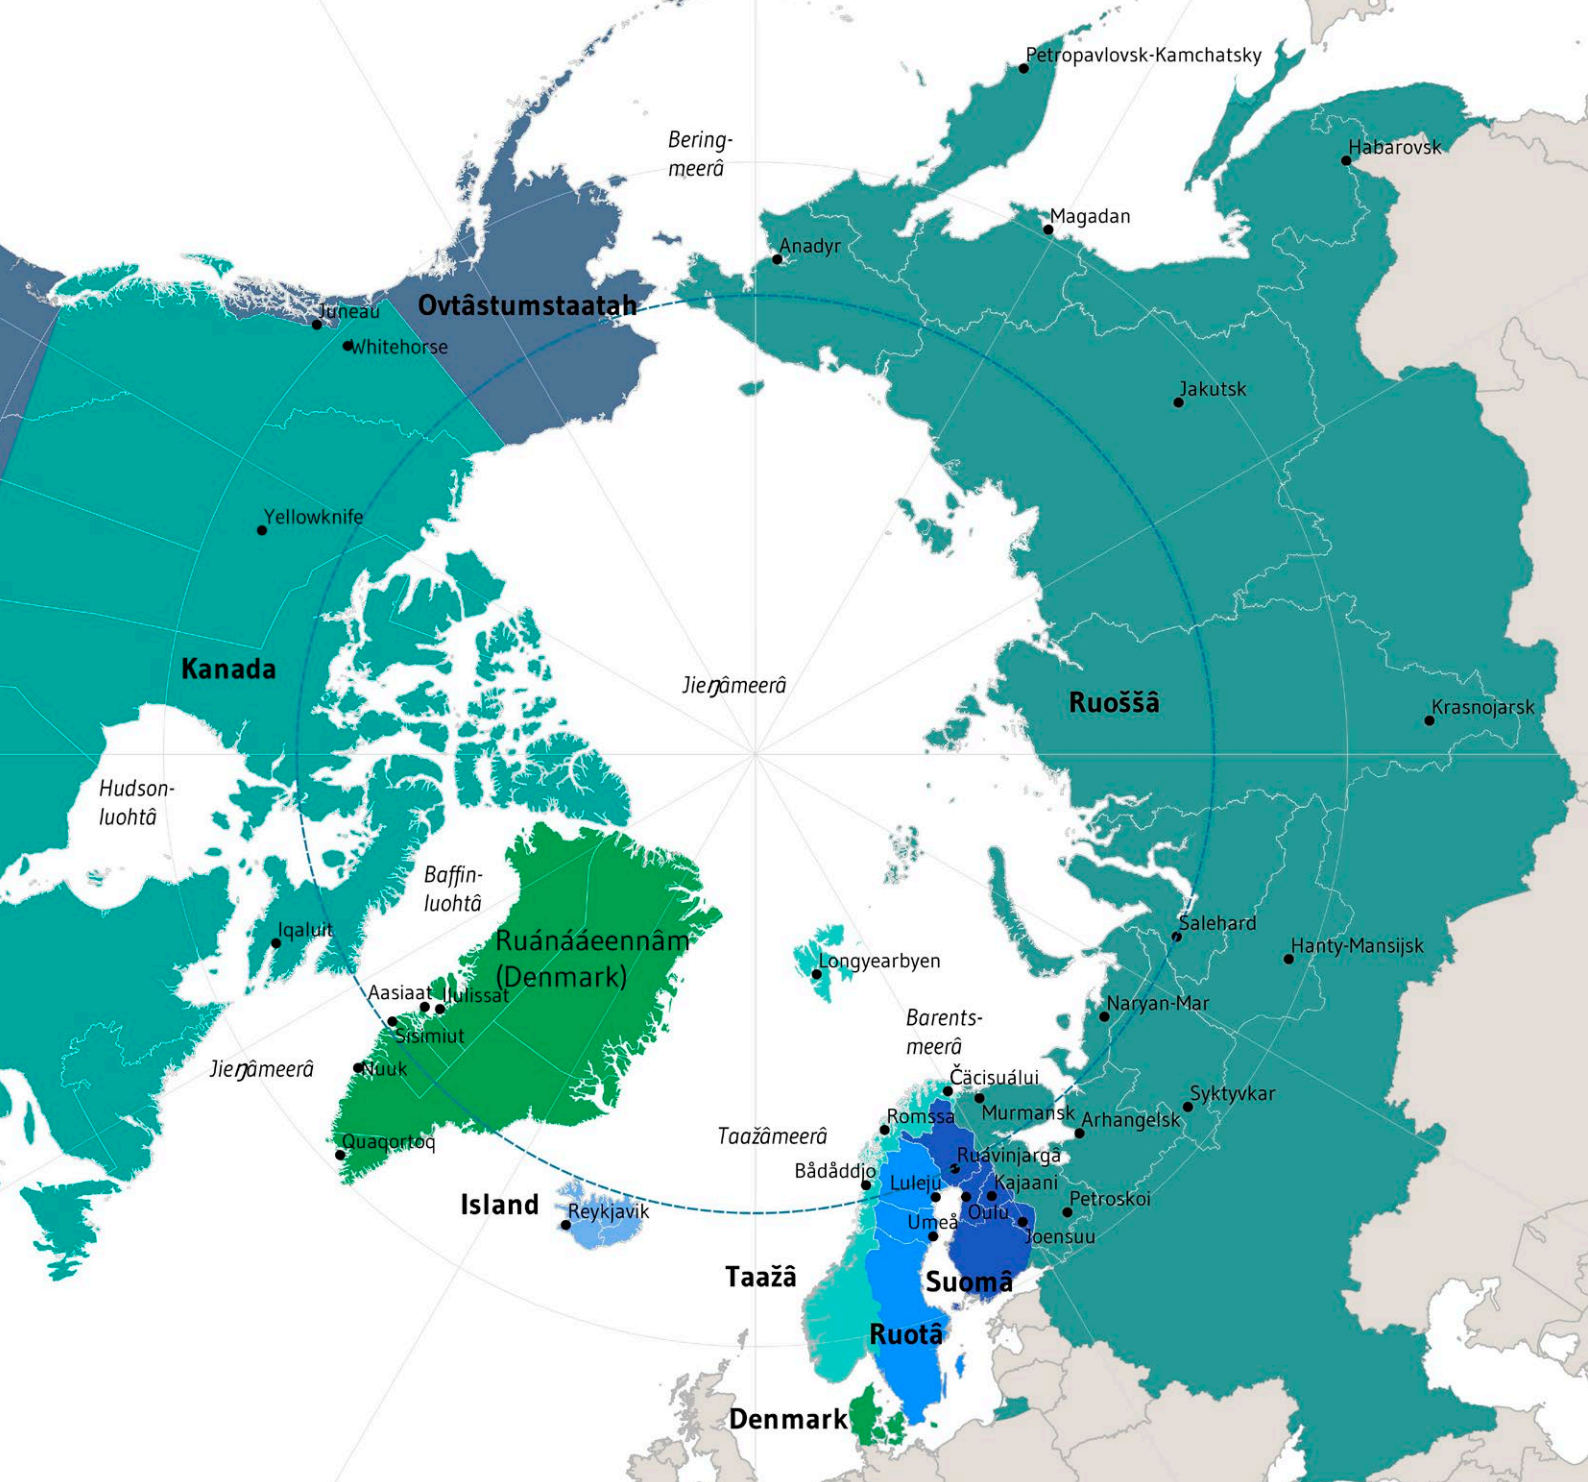 Petropavlovsk-Kamchatsky
Bering-
meerâ
Habarovsk
Magadan
Anadyr
Ovtâstumstaatah
Juneau
Whitehorse
Jakutsk
Yellowknife
Kanada
Jieŋâmeerâ
Ruoššâ
Krasnojarsk
Hudson-
luohtâ
Baffin-
luohtâ
Iqaluit
Salehard
Ruánááeennâm
(Denmark)
Hanty-Mansijsk
Longyearbyen
Aasiaat
Ilulissat
Naryan-Mar
Sisimiut
Barents-
meerâ
Jieŋâmeerâ
Nuuk
Čäcisuálui
Syktyvkar
Murmansk
Romssa
Arhangelsk
Taažâmeerâ
Quaqortoq
Ruávinjargâ
Bådåddjo
Luleju
Kajaani
Petroskoi
Island
Reykjavik
Oulu
Umeå
Joensuu
Taažâ
Suomâ
Ruotâ
Denmark